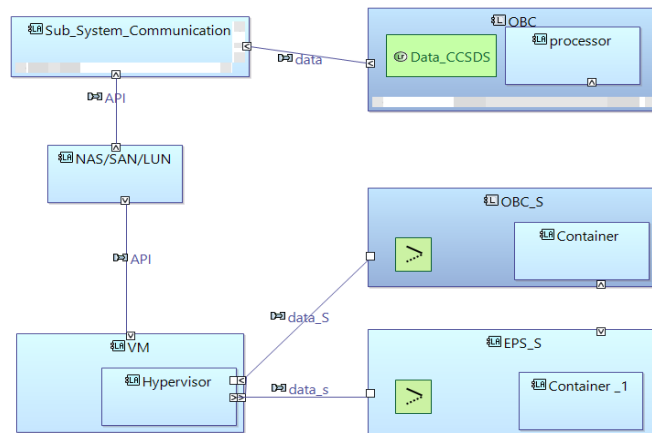 Sub_System_Communication
OBC
Data_CCSDS
processor
data
API
NAS/SAN/LUN
OBC_S
Container
API
data_S
VM
Hypervisor
EPS_S
Container _1
data_s